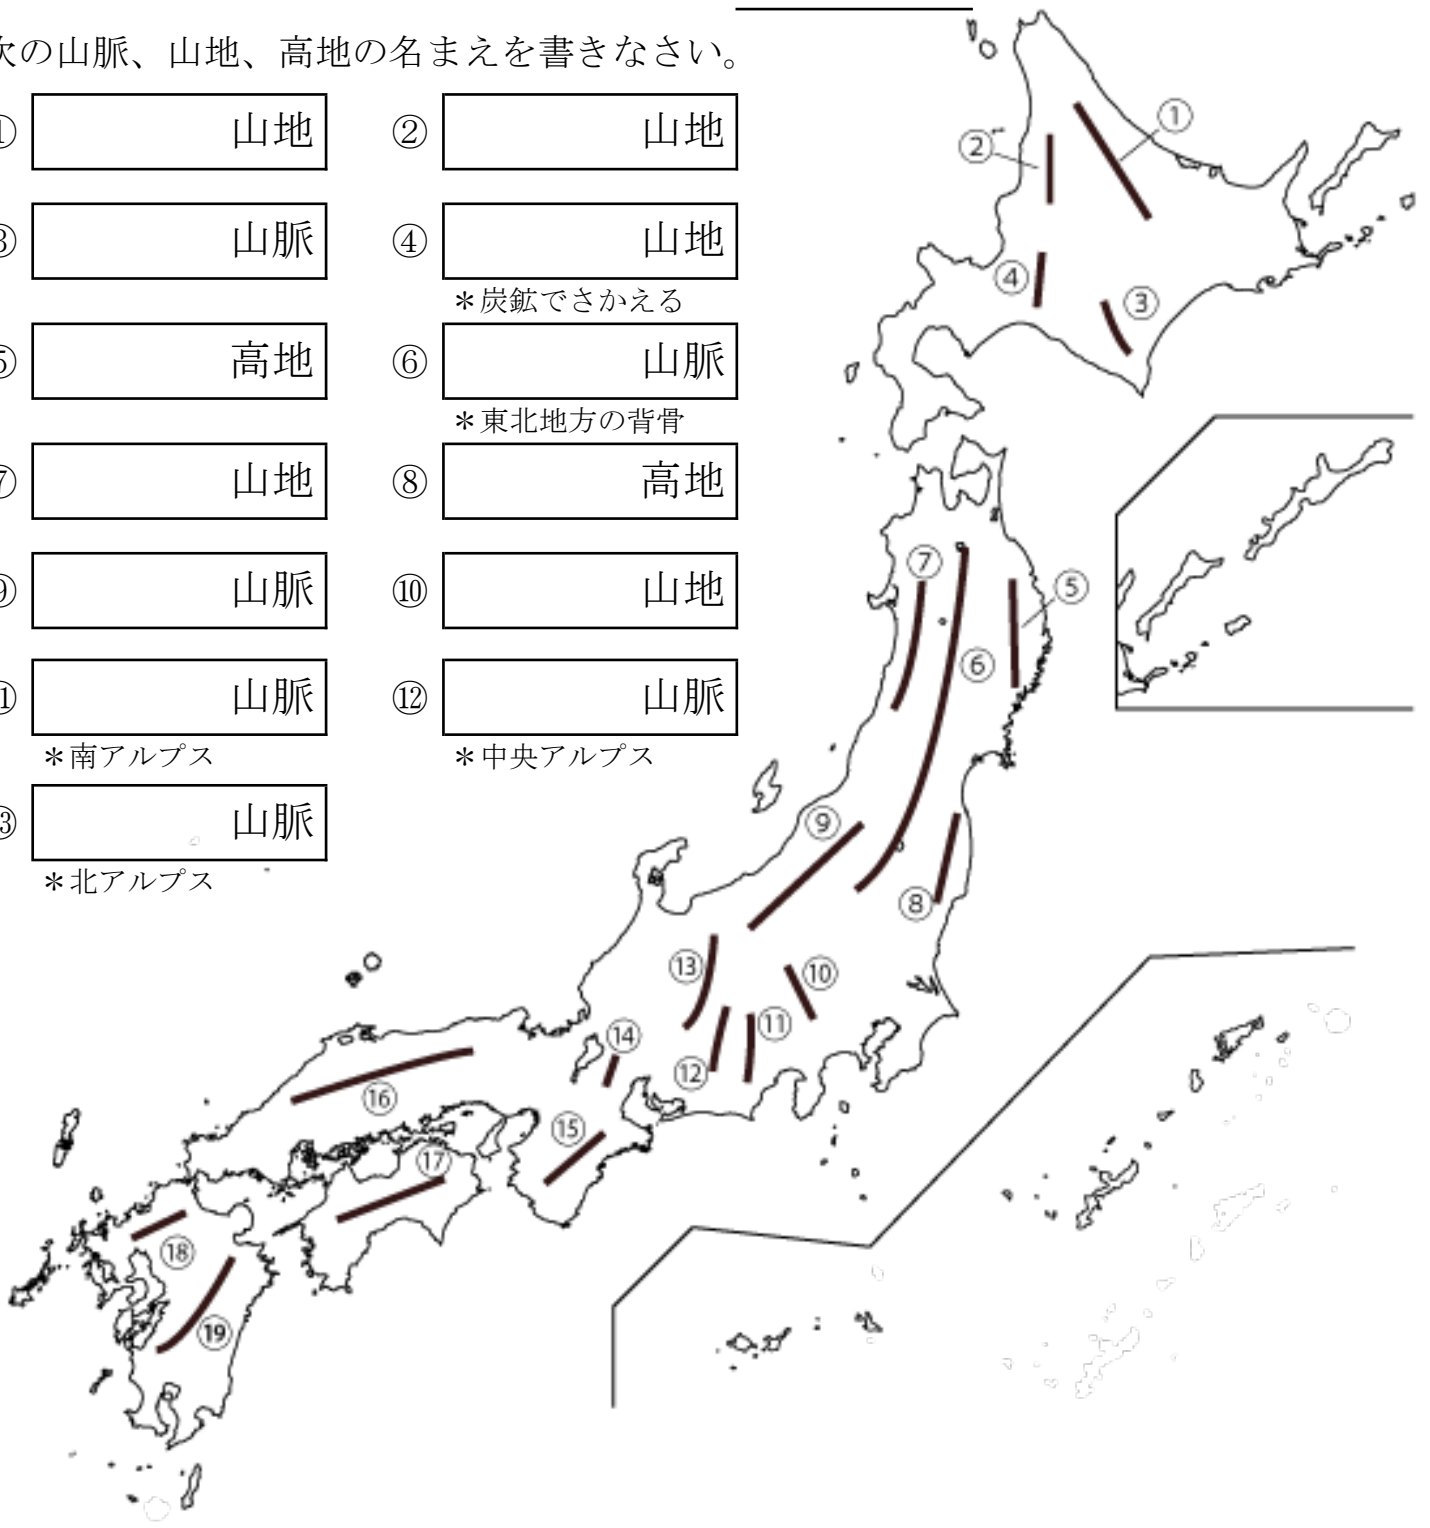 次の山脈、山地、高地の名まえを書きなさい。
① 山地 ② 山地
③ 山脈 ④ 山地
＊炭鉱でさかえる
⑤ 高地 ⑥ 山脈
＊東北地方の背骨
⑦ 山地 ⑧ 高地
⑨ 山脈 ⑩ 山地
⑪ 山脈 ⑫ 山脈
＊南アルプス ＊中央アルプス
⑬ 山脈
＊北アルプス
①
②
④
③
⑦
⑤
⑥
⑨
⑧
⑬
⑩
⑪
⑭
⑫
⑯
⑮
⑰
⑱
⑲